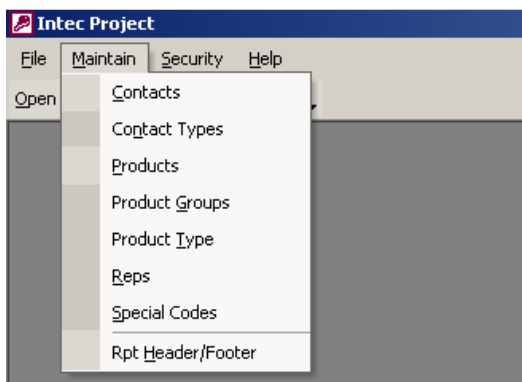 Intec Project
File Maintain Security Help
Open
Contacts
Contact Types
Products
Product Groups
Product Type
Reps
Special Codes
Rpt Header/Footer